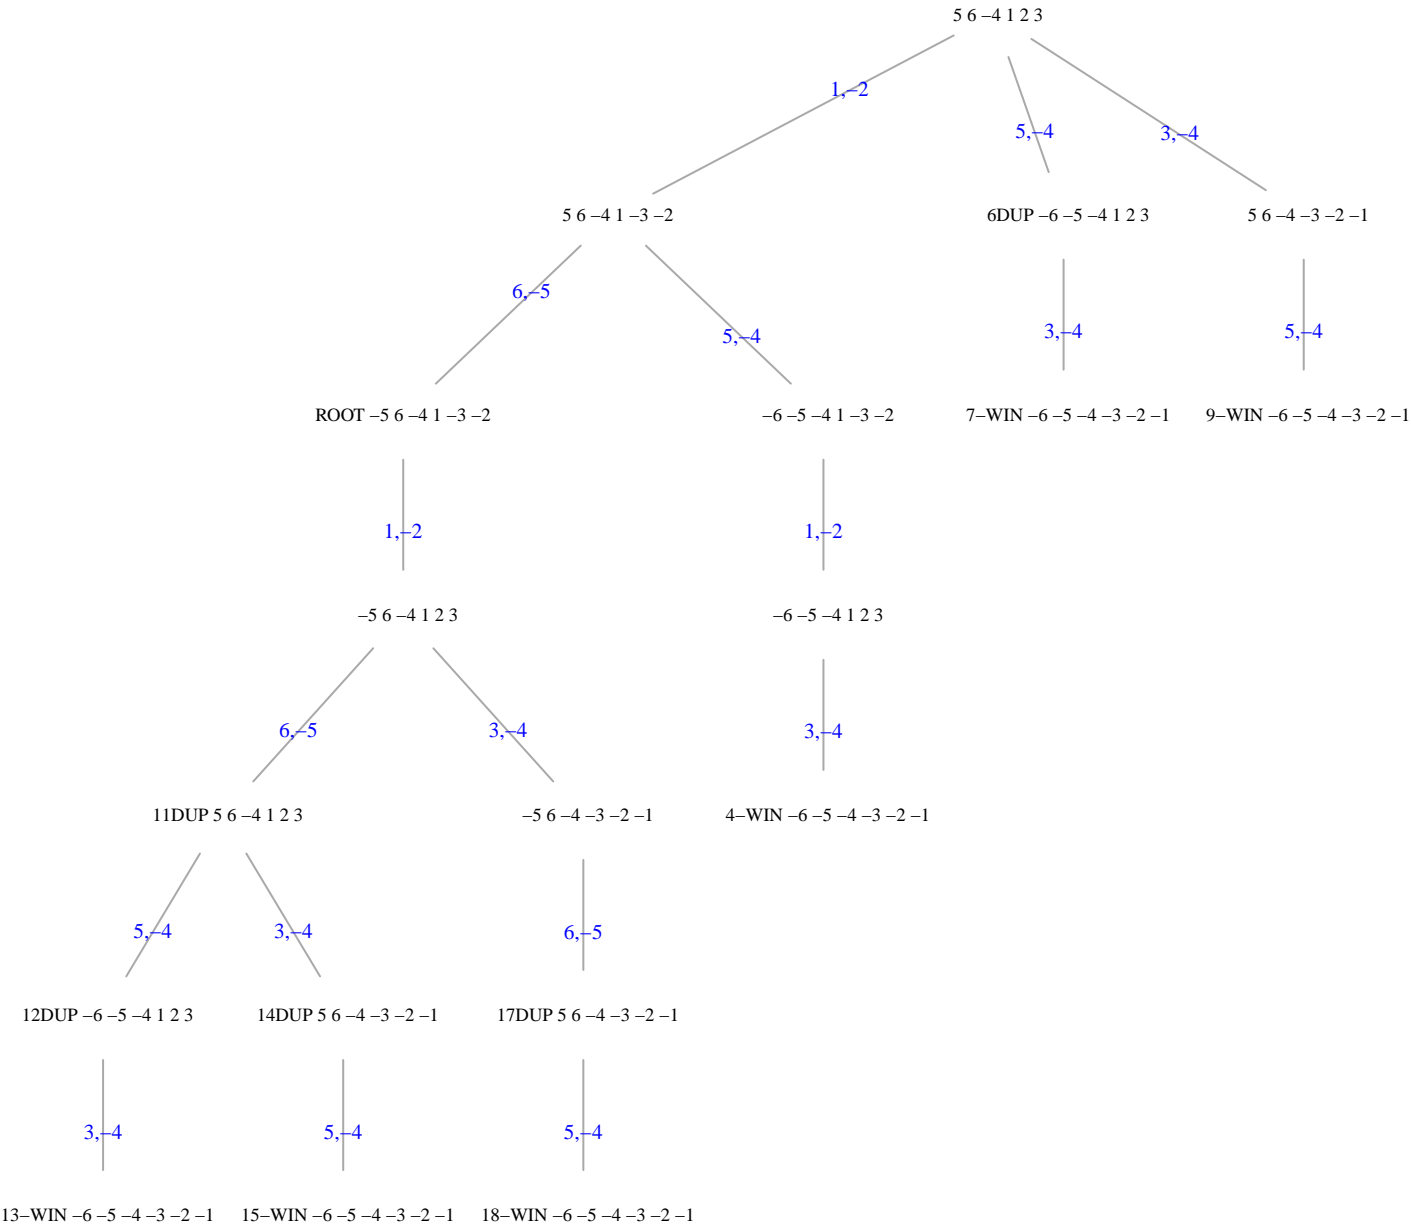 5 6 –4 1 2 3
1,–2
5,–4
3,–4
5 6 –4 1 –3 –2
6DUP –6 –5 –4 1 2 3
5 6 –4 –3 –2 –1
6,–5
5,–4
3,–4
5,–4
ROOT –5 6 –4 1 –3 –2
–6 –5 –4 1 –3 –2
7–WIN –6 –5 –4 –3 –2 –1
9–WIN –6 –5 –4 –3 –2 –1
1,–2
1,–2
–5 6 –4 1 2 3
–6 –5 –4 1 2 3
6,–5
3,–4
3,–4
11DUP 5 6 –4 1 2 3
–5 6 –4 –3 –2 –1
4–WIN –6 –5 –4 –3 –2 –1
5,–4
3,–4
6,–5
12DUP –6 –5 –4 1 2 3
14DUP 5 6 –4 –3 –2 –1
17DUP 5 6 –4 –3 –2 –1
3,–4
5,–4
5,–4
13–WIN –6 –5 –4 –3 –2 –1
15–WIN –6 –5 –4 –3 –2 –1
18–WIN –6 –5 –4 –3 –2 –1